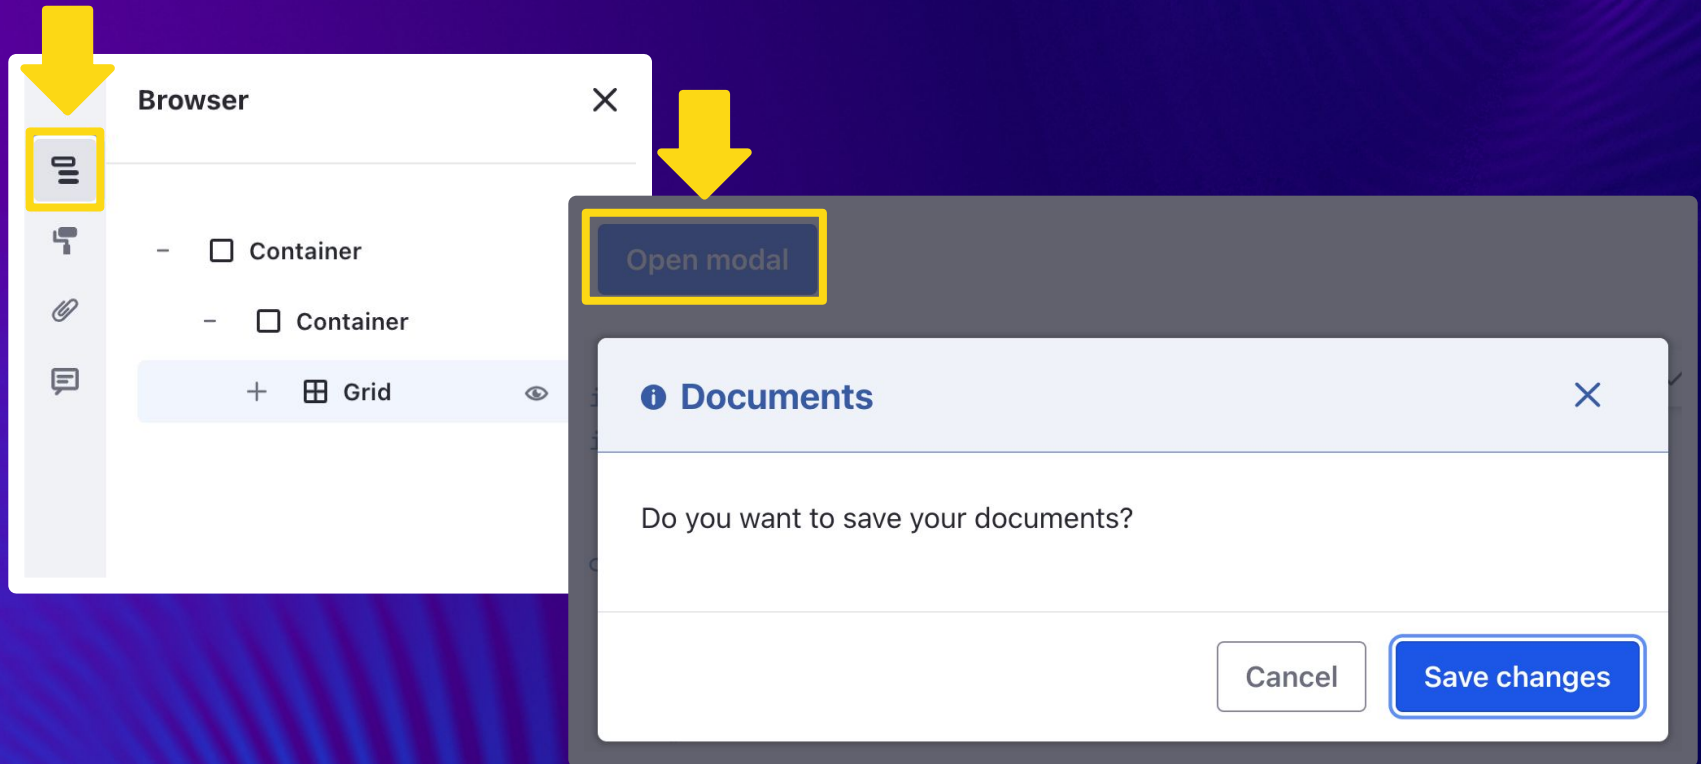 Browser
Container
Container
Grid
Open modal
Documents
Do you want to save your documents?
Cancel
Save changes